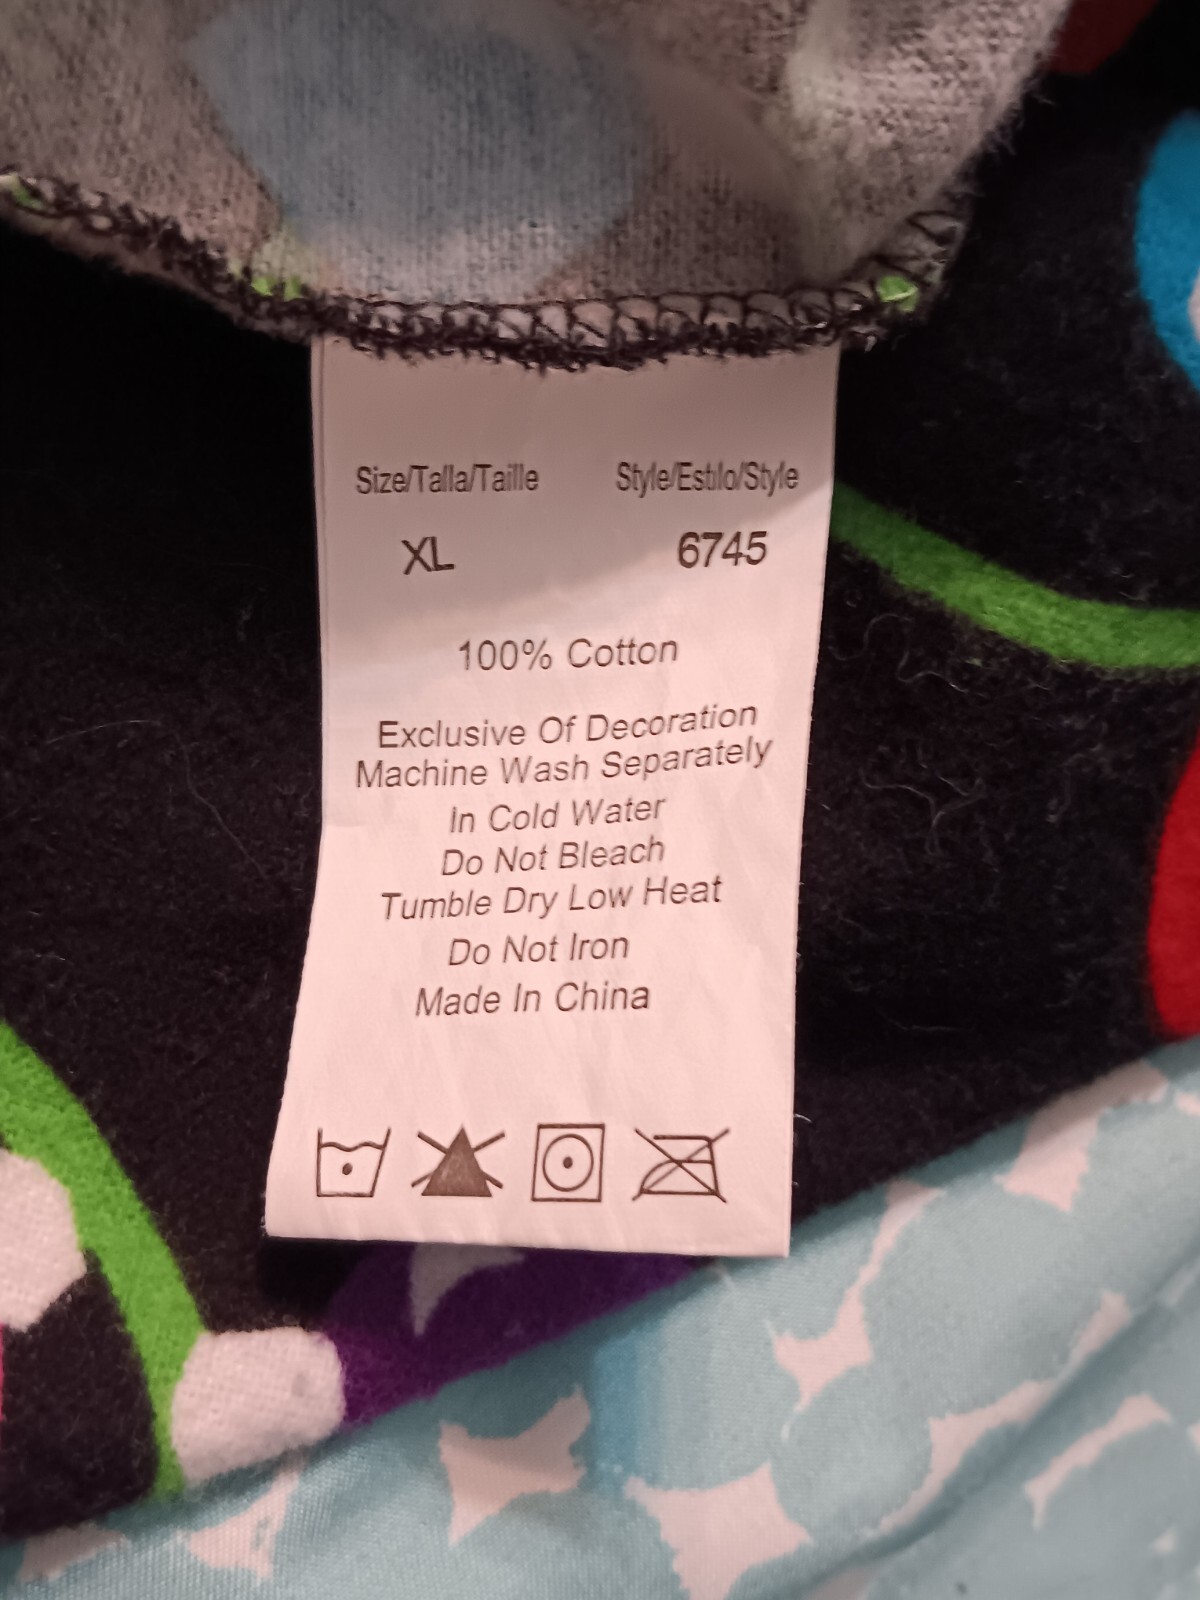 Size/Talla/Taille Style/Estilo/Style
XL 6745
100% Cotton
Exclusive Of Decoration
Machine Wash Separately
In Cold Water
Do Not Bleach
Tumble Dry Low Heat
Do Not Iron
Made In China